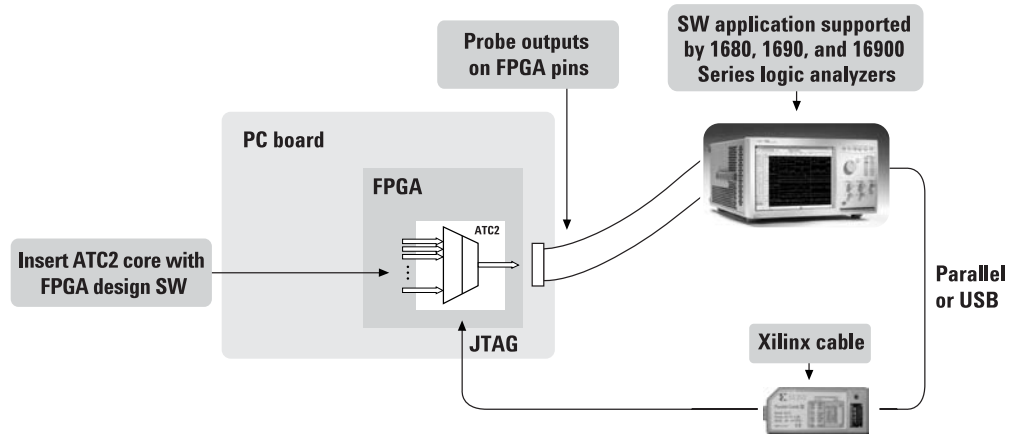 Probe outputs
on FPGA pins
SW application supported
by 1680, 1690, and 16900
Series logic analyzers
PC board
FPGA
ATC2
Insert ATC2 core with
FPGA design SW
Parallel
or USB
JTAG
Xilinx cable